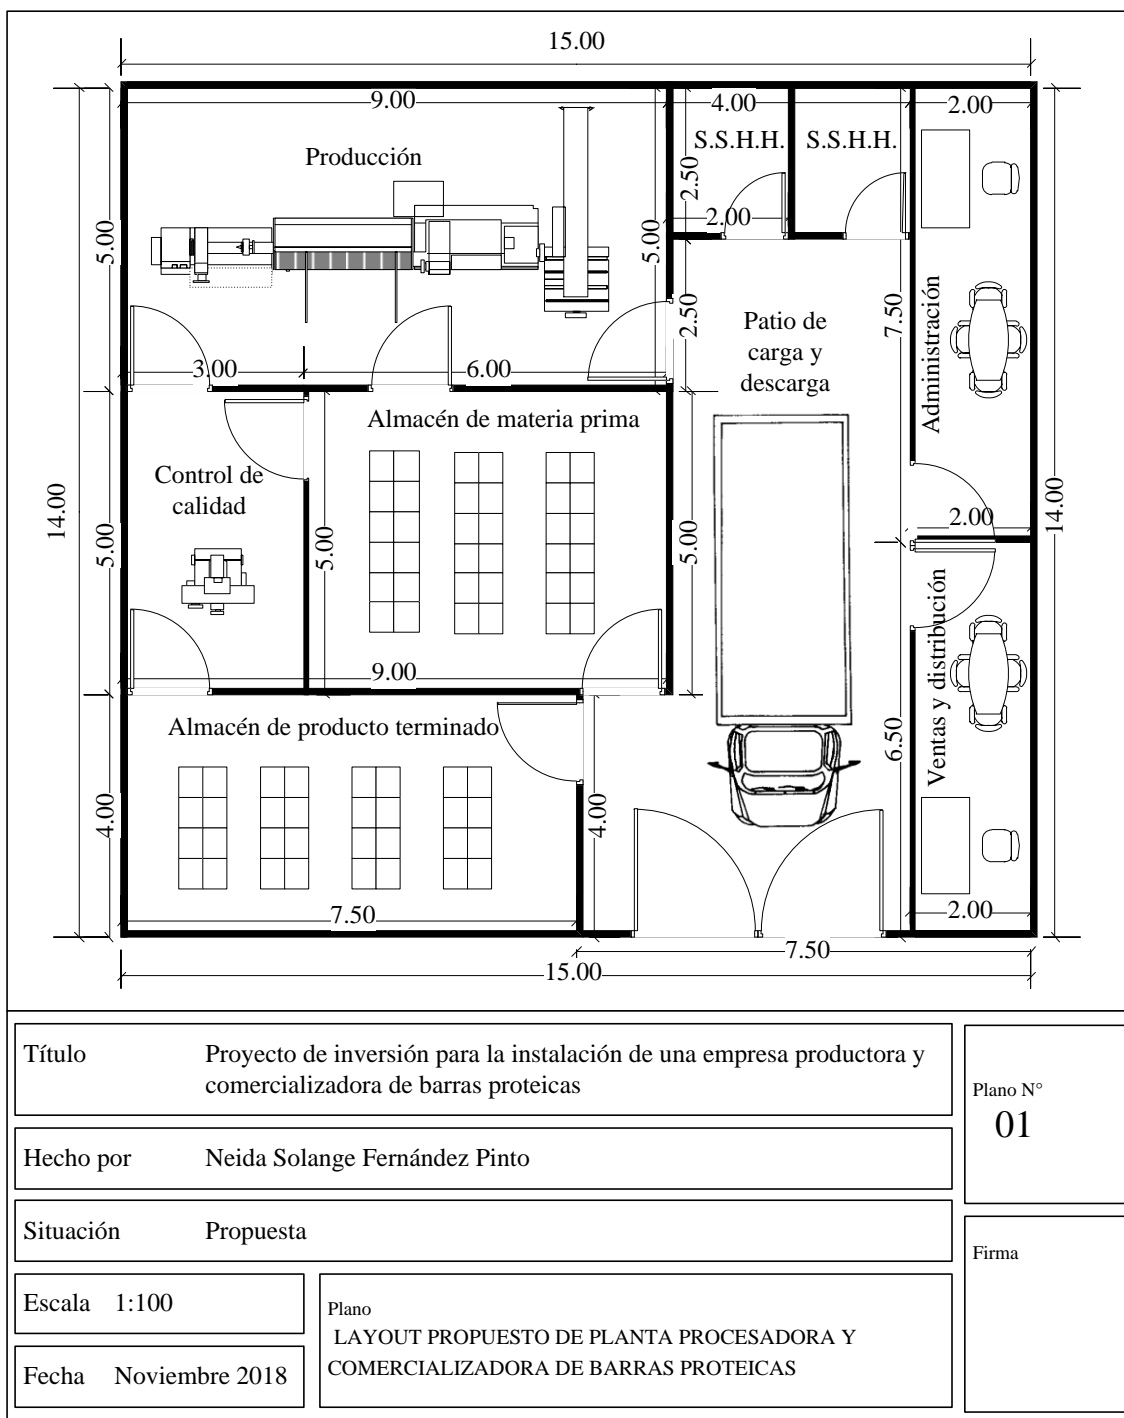 15.00
9.00
4.00
2.00
Producción
S.S.H.H.
S.S.H.H.
2.50
2.00
5.00
5.00
2.50
7.50
Administración
Patio de
carga y
descarga
3.00
6.00
Almacén de materia prima
Control de
calidad
14.00
5.00
5.00
5.00
2.00
14.00
Ventas y distribución
9.00
Almacén de producto terminado
6.50
4.00
4.00
7.50
2.00
7.50
15.00
Título
Proyecto de inversión para la instalación de una empresa productora y
comercializadora de barras proteicas
Plano N°
01
Hecho por
Neida Solange Fernández Pinto
Situación
Propuesta
Firma
Escala
1:100
Plano
LAYOUT PROPUESTO DE PLANTA PROCESADORA Y
COMERCIALIZADORA DE BARRAS PROTEICAS
Fecha
Noviembre 2018